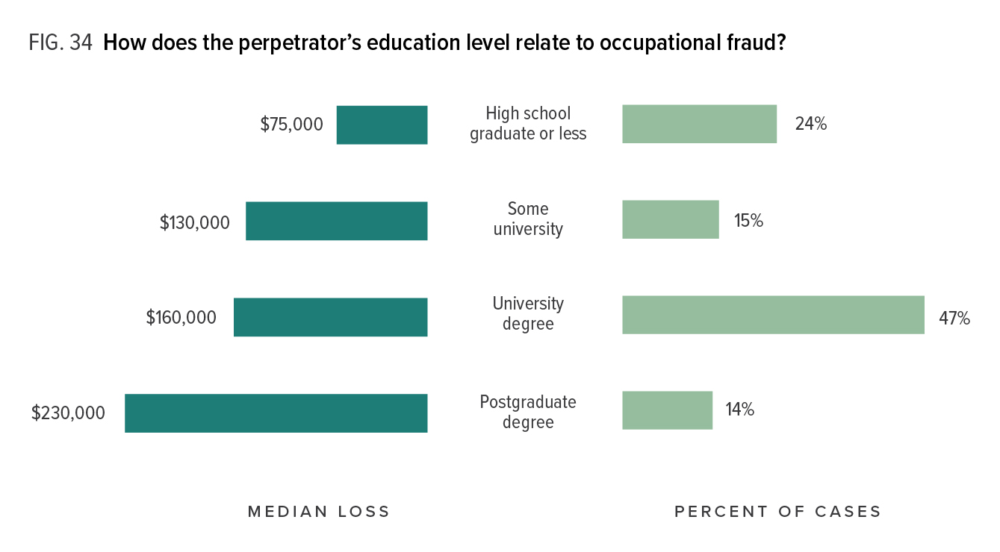 FIG. 34 How does the perpetrator’s education level relate to occupational fraud?
$75,000
High school
graduate or less
24%
$130,000
Some
university
15%
$160,000
University
degree
47%
$230,000
Postgraduate
degree
14%
MEDIAN LOSS
PERCENT OF CASES